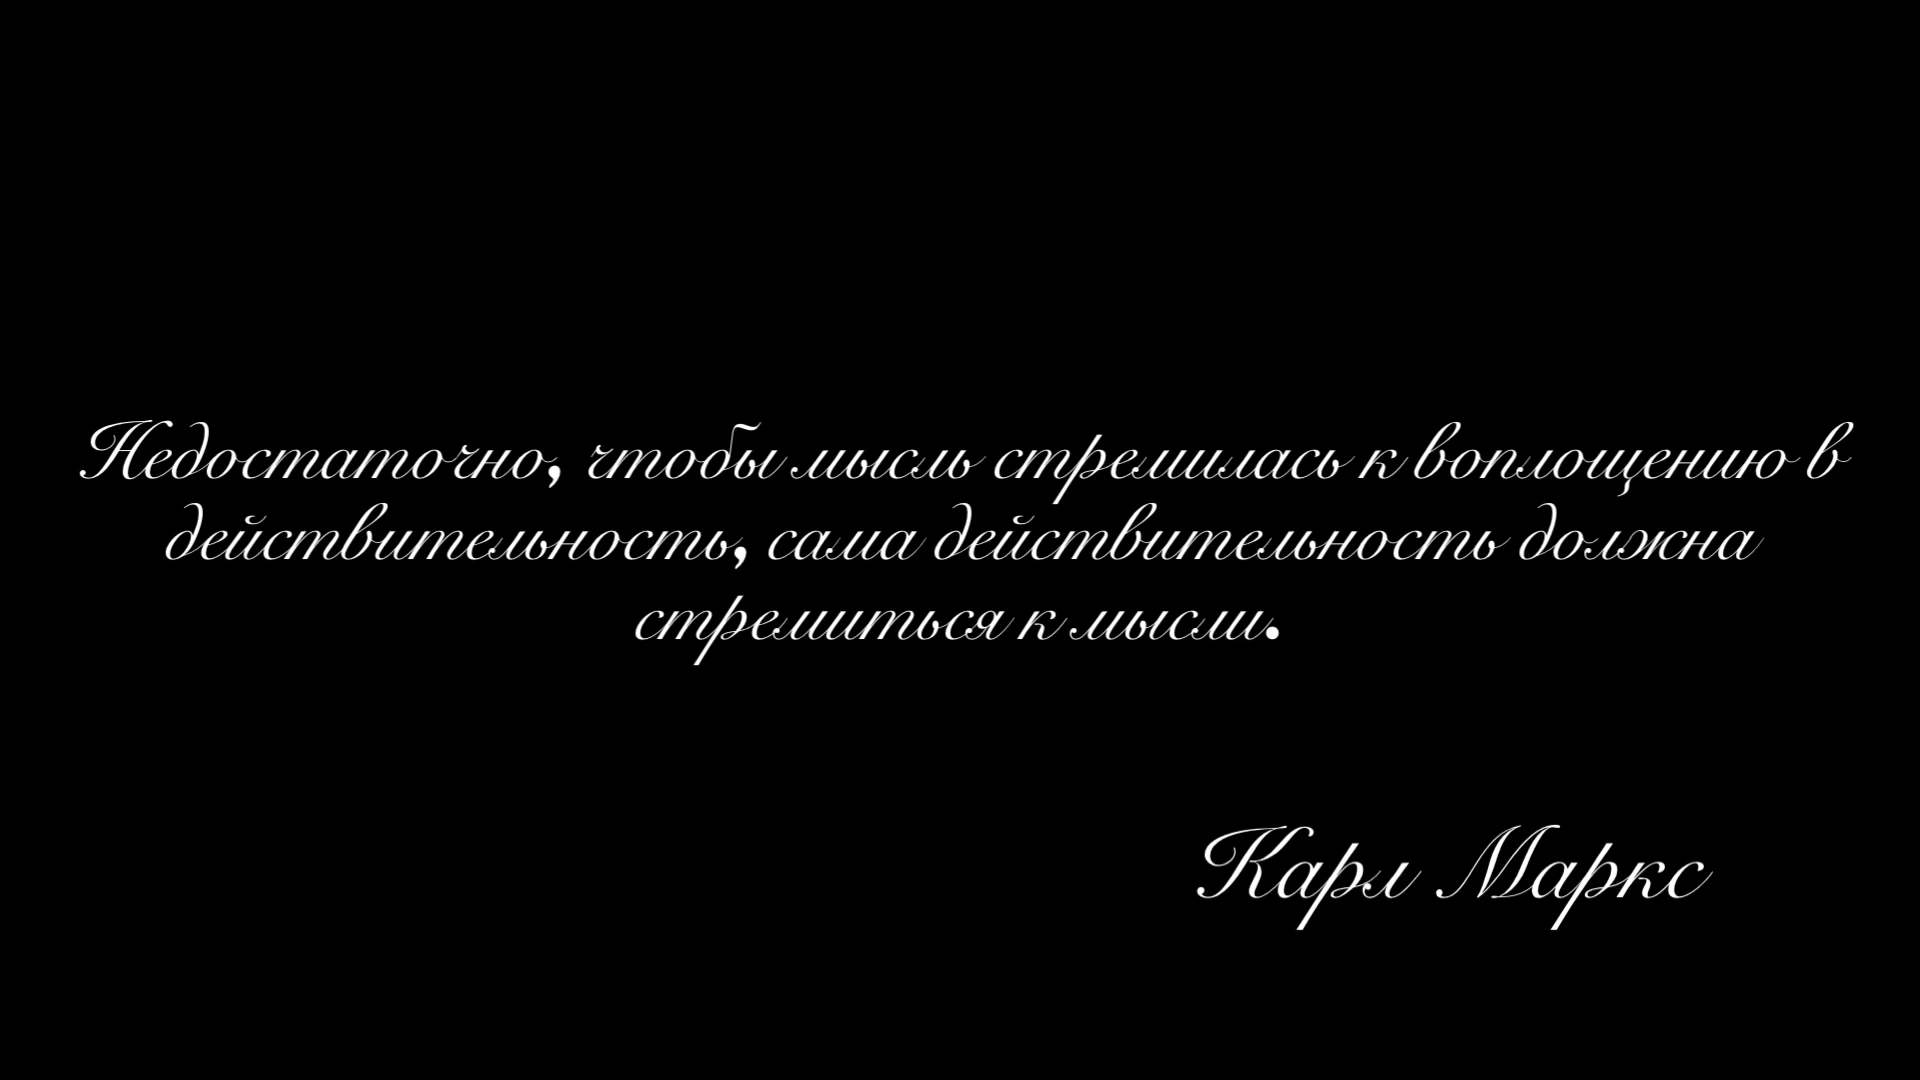 Недостаточно, чтобы мысль стремилась к воплощению в
действительность, сама действительность должна
стремиться к мысли.
Карл Маркс